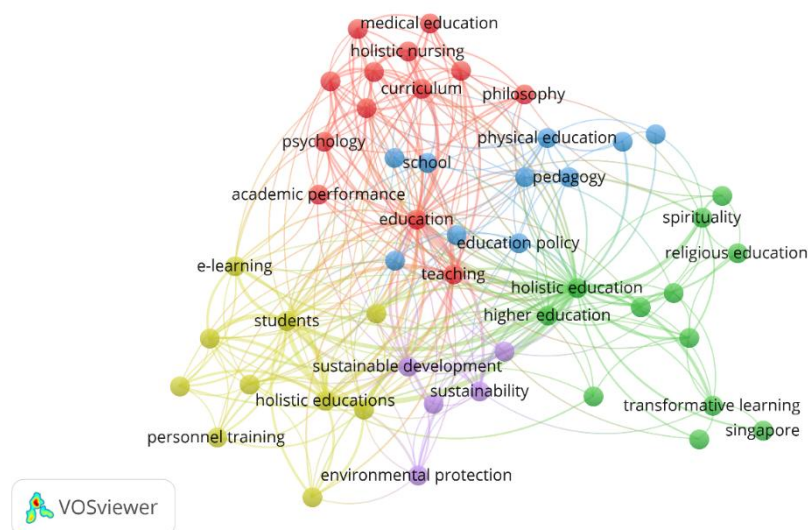 medical education
holistic nursing
curriculum
philosophy
psychology
physical education
school
pedagogy
academic performance
education
spirituality
education policy
religious education
e-learning
teaching
holistic education
higher education
students
sustainable development
sustainability
holistic educations
transformative learning
singapore
personnel training
environmental protection
VOSviewer